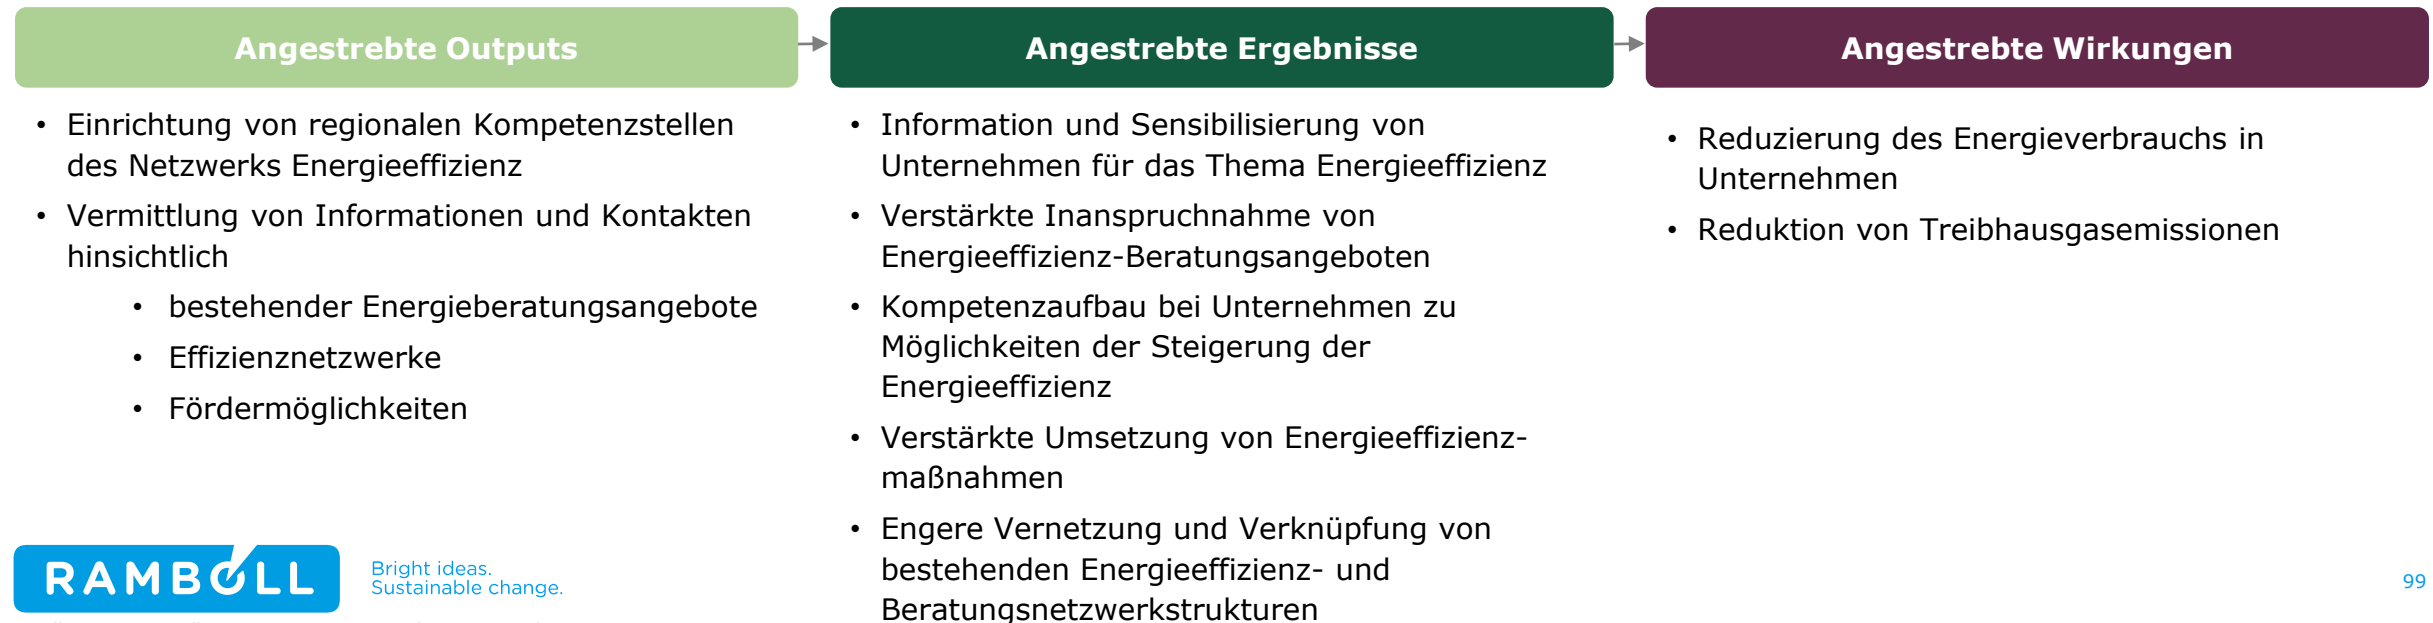 Angestrebte Outputs
• Einrichtung von regionalen Kompetenzstellen
des Netzwerks Energieeffizienz
• Vermittlung von Informationen und Kontakten
hinsichtlich
• bestehender Energieberatungsangebote
• Effizienznetzwerke
• Fördermöglichkeiten
Angestrebte Ergebnisse
• Information und Sensibilisierung von
Unternehmen für das Thema Energieeffizienz
• Verstärkte Inanspruchnahme von
Energieeffizienz-Beratungsangeboten
• Kompetenzaufbau bei Unternehmen zu
Möglichkeiten der Steigerung der
Energieeffizienz
• Verstärkte Umsetzung von Energieeffizienz-
maßnahmen
• Engere Vernetzung und Verknüpfung von
bestehenden Energieeffizienz- und
Beratungsnetzwerkstrukturen
Angestrebte Wirkungen
• Reduzierung des Energieverbrauchs in
Unternehmen
• Reduktion von Treibhausgasemissionen
RAMBOLL
Bright ideas.
Sustainable change.
99